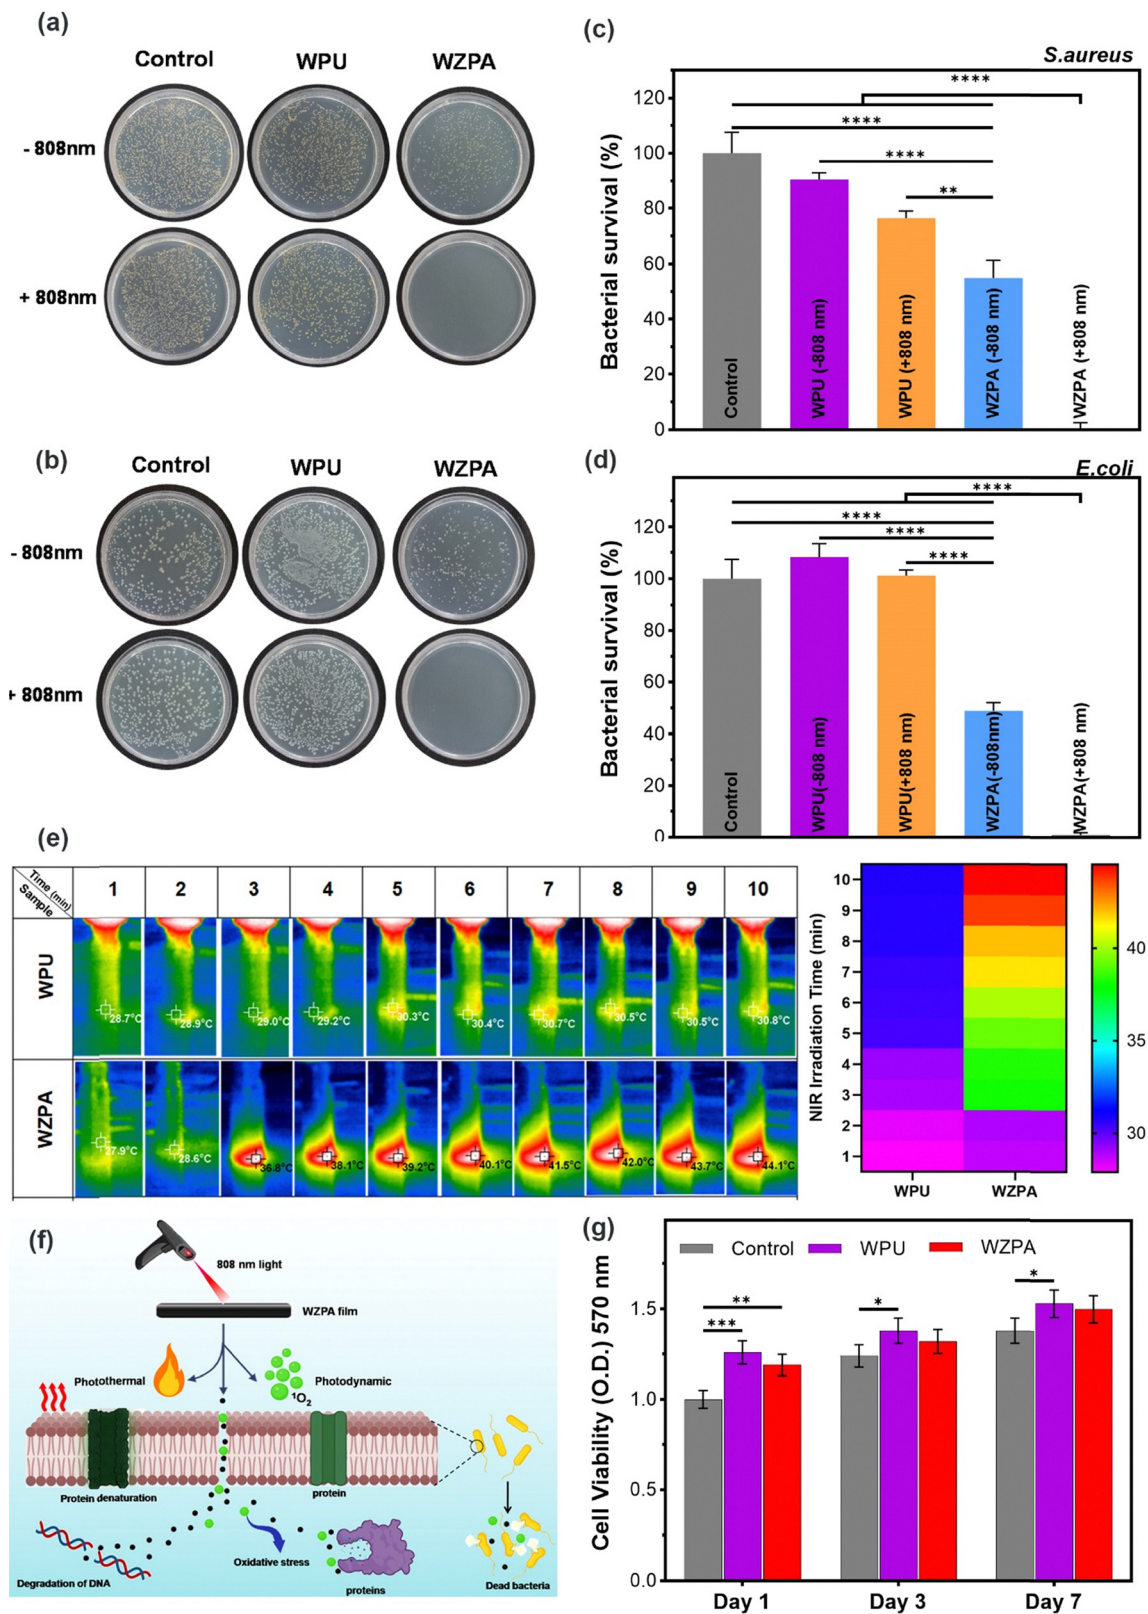 (a)
Control WPU WZPA
- 808nm
+ 808nm
(b)
Control WPU WZPA
- 808nm
+ 808nm
(c)
S.aureus
Bacterial survival (%)
120
100
80
60
40
20
0
****
****
****
**
Control
WPU (-808 nm)
WPU (+808 nm)
WZPA (-808 nm)
WZPA (+808 nm)
(d)
E.coli
Bacterial survival (%)
120
100
80
60
40
20
0
****
****
****
****
Control
WPU(-808 nm)
WPU(+808 nm)
WZPA(-808nm)
WZPA(+808 nm)
(e)
Time (min)
Sample
1 2 3 4 5 6 7 8 9 10
WPU
28.7°C 28.9°C 29.0°C 29.2°C 30.3°C 30.4°C 30.7°C 30.5°C 30.5°C 30.8°C
WZPA
27.9°C 28.6°C 36.8°C 38.1°C 39.2°C 40.1°C 41.5°C 42.0°C 43.7°C 44.1°C
NIR Irradiation Time (min)
10
9
8
7
6
5
4
3
2
1
WPU WZPA
40
35
30
(f)
808 nm light
WZPA film
Photothermal
Photodynamic
¹O₂
Protein denaturation
protein
Oxidative stress
Degradation of DNA
proteins
Dead bacteria
(g)
Control WPU WZPA
Cell Viability (O.D.) 570 nm
1.5
1.0
0.5
0.0
***
**
*
*
Day 1 Day 3 Day 7